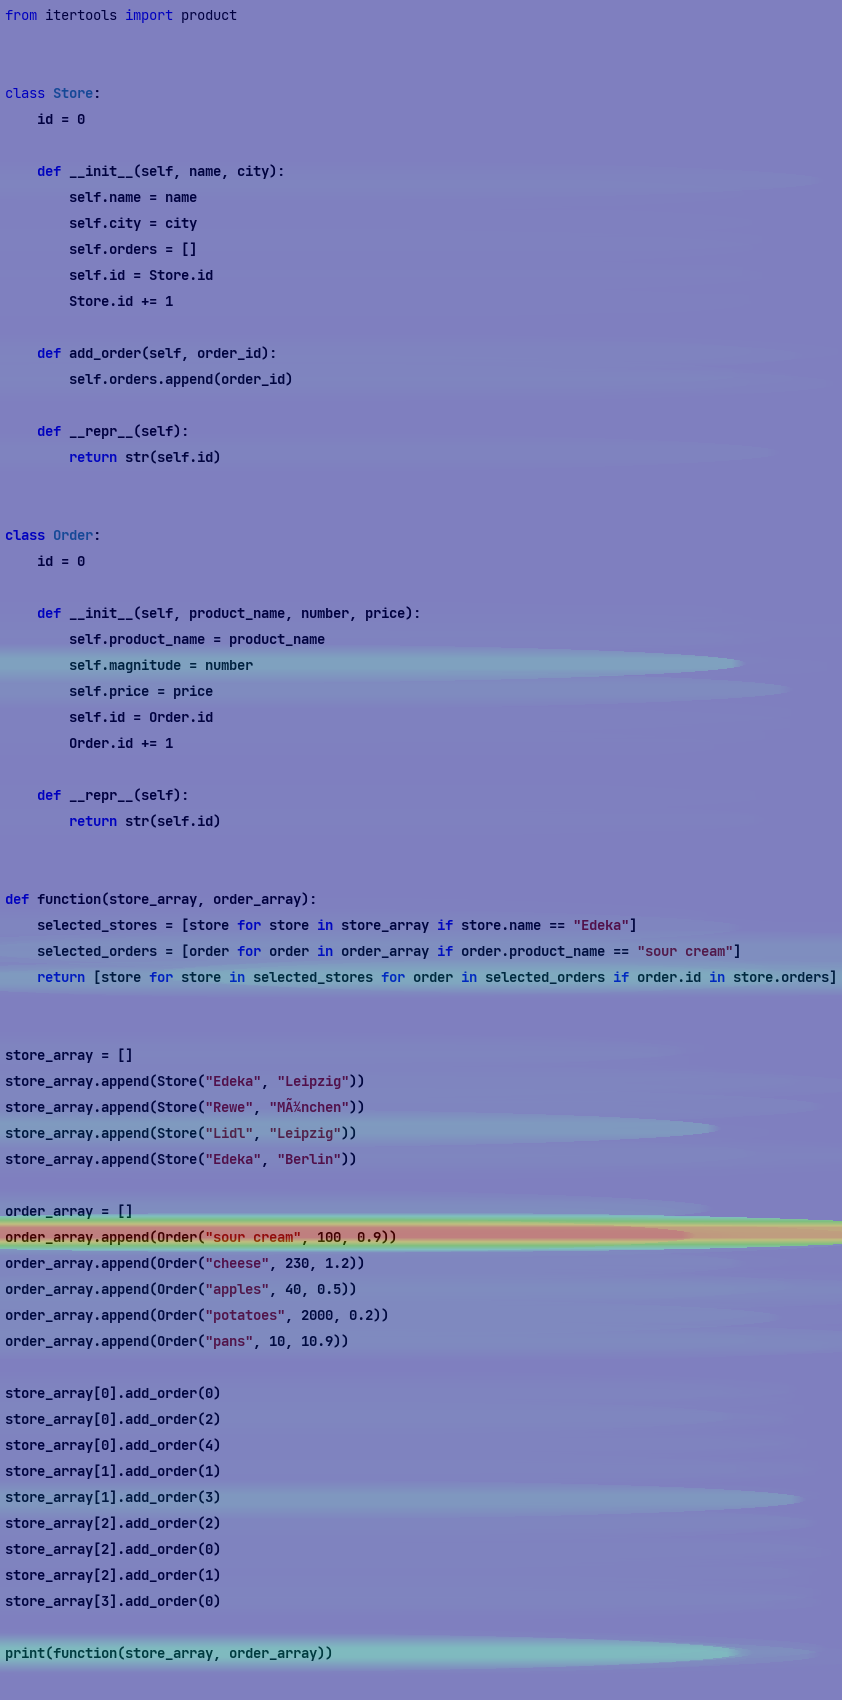 from itertools import product
class Store:
    id = 0
    def __init__(self, name, city):
        self.name = name
        self.city = city
        self.orders = []
        self.id = Store.id
        Store.id += 1
    def add_order(self, order_id):
        self.orders.append(order_id)
    def __repr__(self):
        return str(self.id)
class Order:
    id = 0
    def __init__(self, product_name, number, price):
        self.product_name = product_name
        self.magnitude = number
        self.price = price
        self.id = Order.id
        Order.id += 1
    def __repr__(self):
        return str(self.id)
def function(store_array, order_array):
    selected_stores = [store for store in store_array if store.name == "Edeka"]
    selected_orders = [order for order in order_array if order.product_name == "sour cream"]
    return [store for store in selected_stores for order in selected_orders if order.id in store.orders]
store_array = []
store_array.append(Store("Edeka", "Leipzig"))
store_array.append(Store("Rewe", "MÃ¼nchen"))
store_array.append(Store("Lidl", "Leipzig"))
store_array.append(Store("Edeka", "Berlin"))
order_array = []
order_array.append(Order("sour cream", 100, 0.9))
order_array.append(Order("cheese", 230, 1.2))
order_array.append(Order("apples", 40, 0.5))
order_array.append(Order("potatoes", 2000, 0.2))
order_array.append(Order("pans", 10, 10.9))
store_array[0].add_order(0)
store_array[0].add_order(2)
store_array[0].add_order(4)
store_array[1].add_order(1)
store_array[1].add_order(3)
store_array[2].add_order(2)
store_array[2].add_order(0)
store_array[2].add_order(1)
store_array[3].add_order(0)
print(function(store_array, order_array))